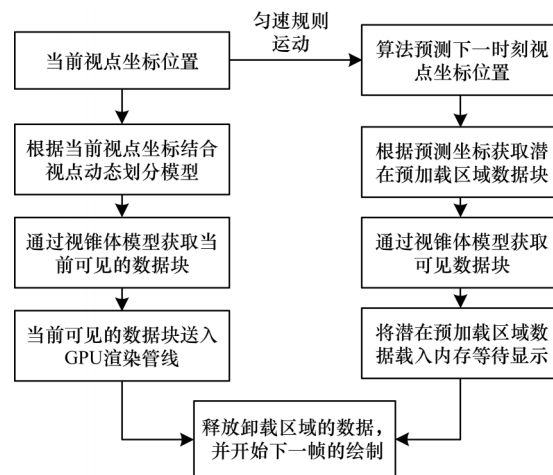 匀速规则
运动
当前视点坐标位置
算法预测下一时刻视
点坐标位置
根据当前视点坐标结合
视点动态划分模型
根据预测坐标获取潜
在预加载区域数据块
通过视锥体模型获取当
前可见的数据块
通过视锥体模型获取
可见数据块
当前可见的数据块送入
GPU渲染管线
将潜在预加载区域数
据载入内存等待显示
释放卸载区域的数据，
并开始下一帧的绘制